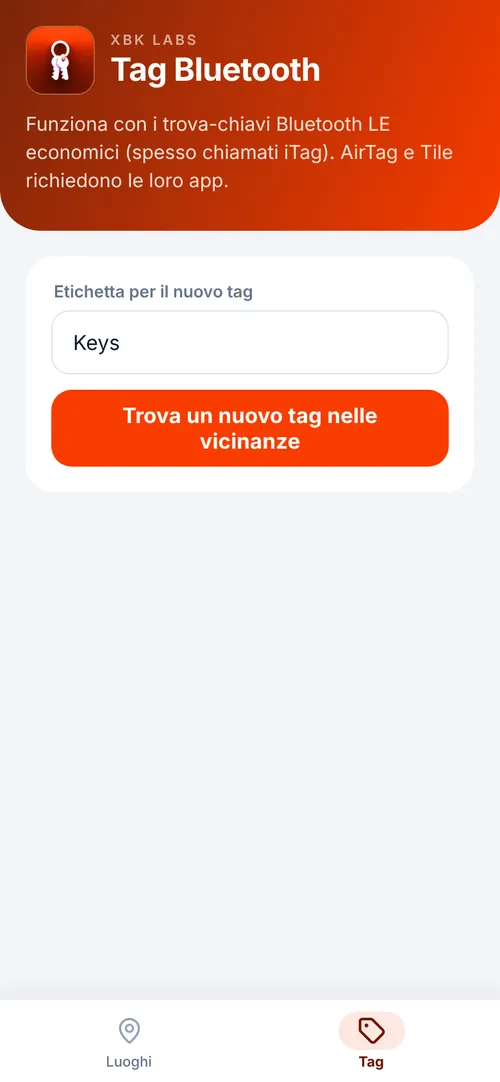 XBK LABS
Tag Bluetooth
Funziona con i trova-chiavi Bluetooth LE
economici (spesso chiamati iTag). AirTag e Tile
richiedono le loro app.
Etichetta per il nuovo tag
Keys
Trova un nuovo tag nelle
vicinanze
Luoghi
Tag